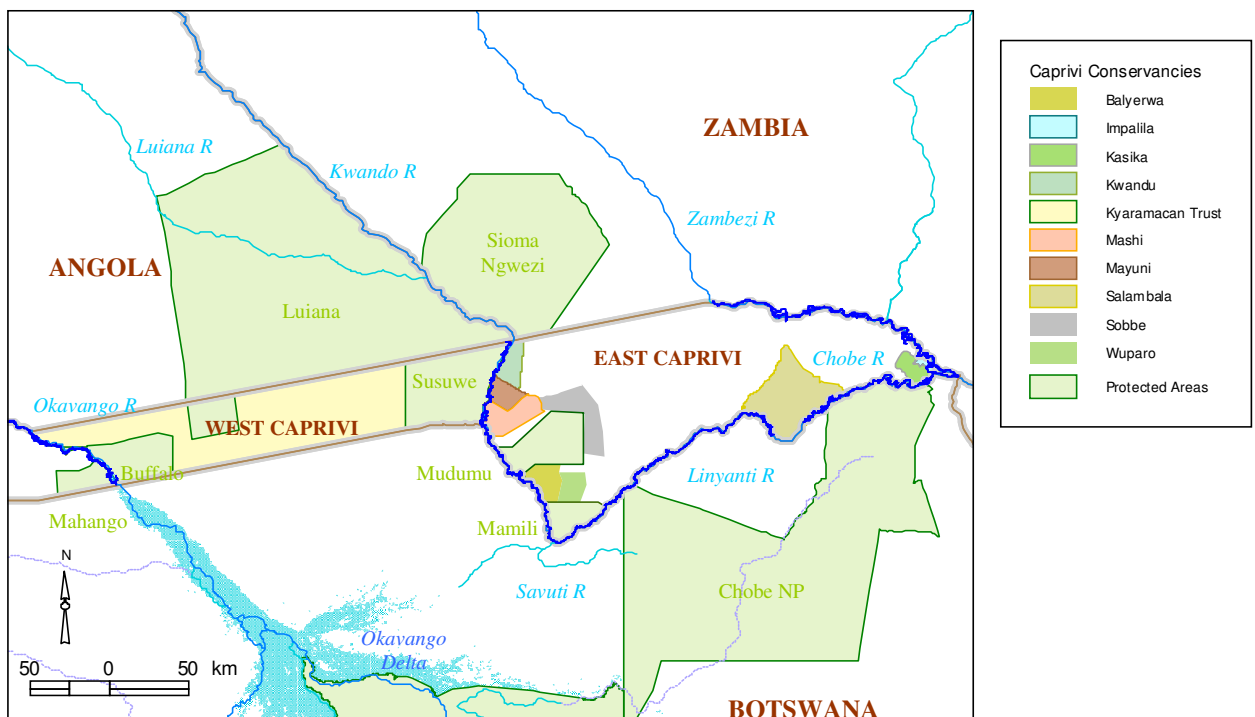 ZAMBIA
Luiana R
Kwando R
Zambezi R
Sioma
Ngwezi
ANGOLA
Luiana
EAST CAPRIVI
Chobe R
Susuwe
Okavango R
WEST CAPRIVI
Buffalo
Mudumu
Linyanti R
Mahango
Mamili
N
Savuti R
Chobe NP
Okavango
Delta
50 0 50 km
BOTSWANA
Caprivi Conservancies
Balyerwa
Impalila
Kasika
Kwandu
Kyaramacan Trust
Mashi
Mayuni
Salambala
Sobbe
Wuparo
Protected Areas